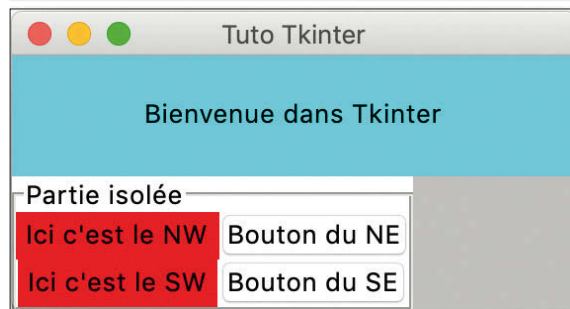 Tuto Tkinter
Bienvenue dans Tkinter
Partie isolée
Ici c'est le NW Bouton du NE
Ici c'est le SW Bouton du SE